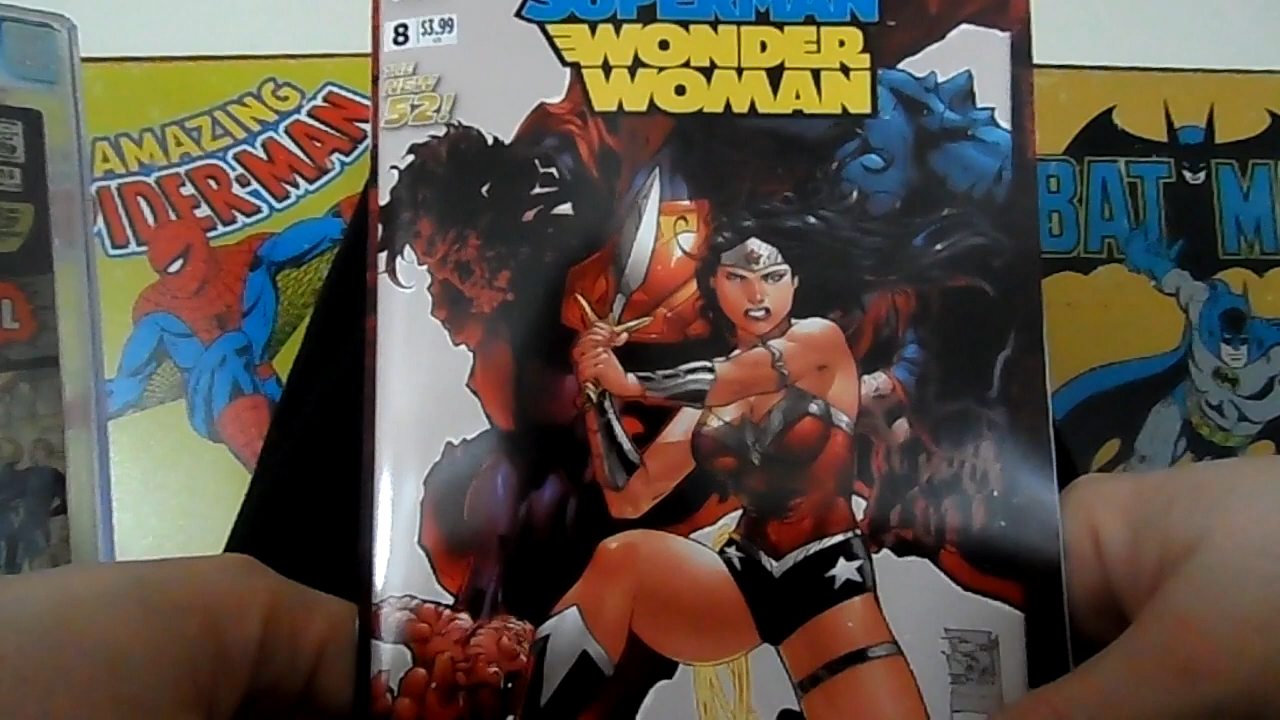 SUPERMAN
WONDER
WOMAN
8 $3.99
THE
NEW
52!
AMAZING
IDER-MAN
BAT M
L